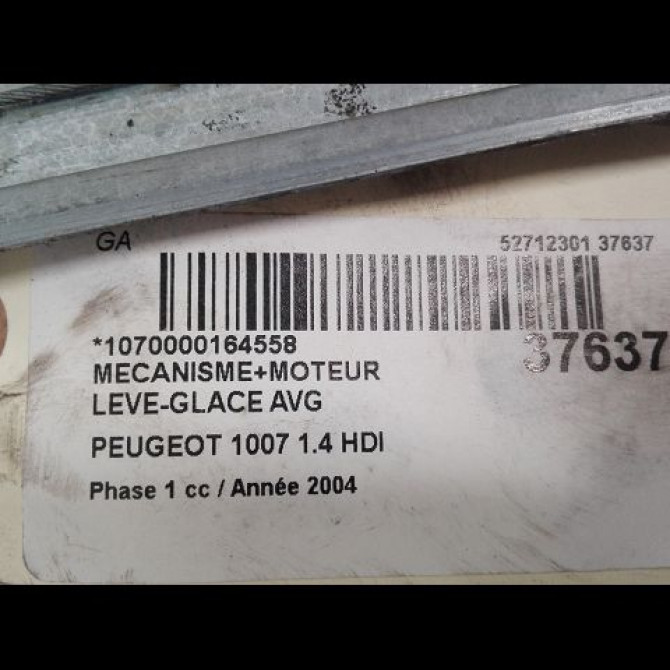 GA 52712301 37637
*1070000164558 37637
MECANISME+MOTEUR
LEVE-GLACE AVG
PEUGEOT 1007 1.4 HDI
Phase 1 cc / Année 2004